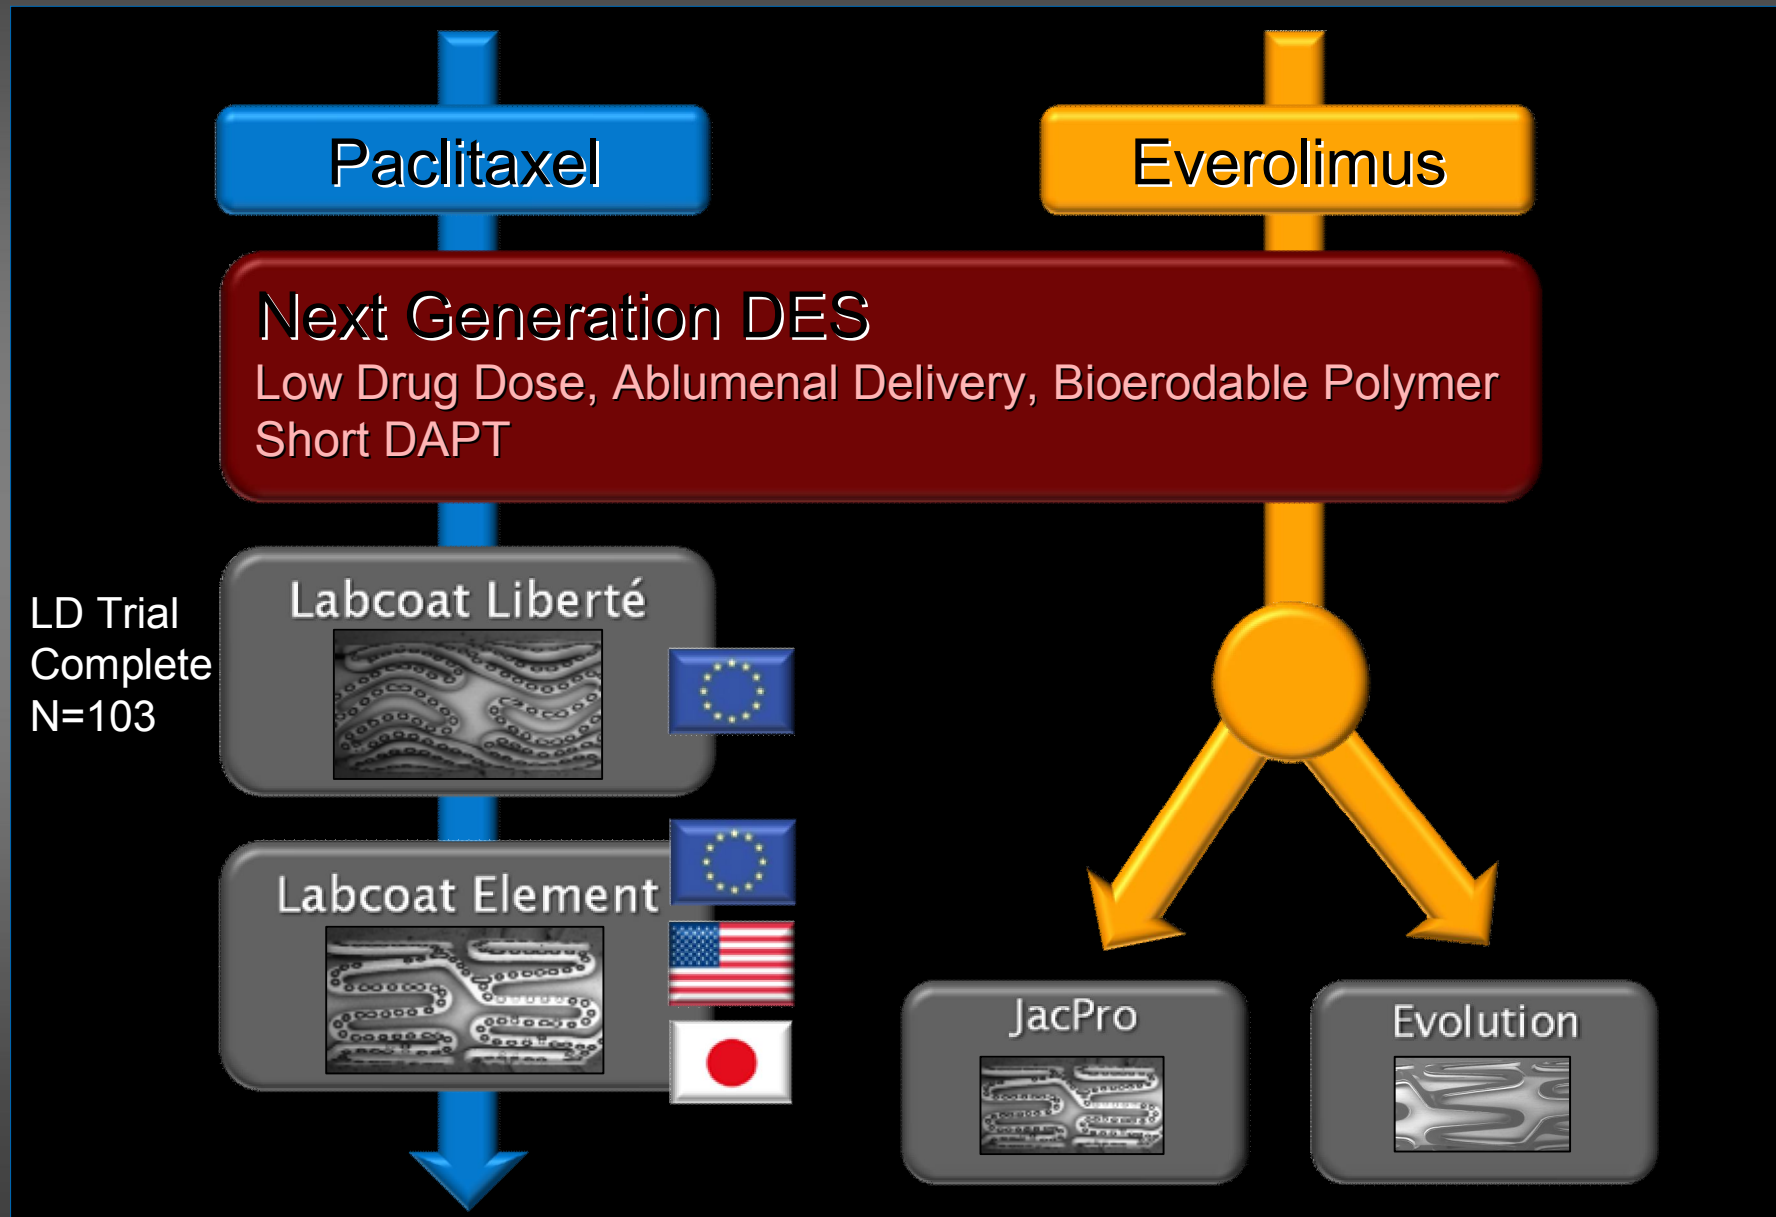 Paclitaxel
Everolimus
Next Generation DES
Low Drug Dose, Ablumenal Delivery, Bioerodable Polymer
Short DAPT
LD Trial
Complete
N=103
Labcoat Liberté
Labcoat Element
JacPro
Evolution